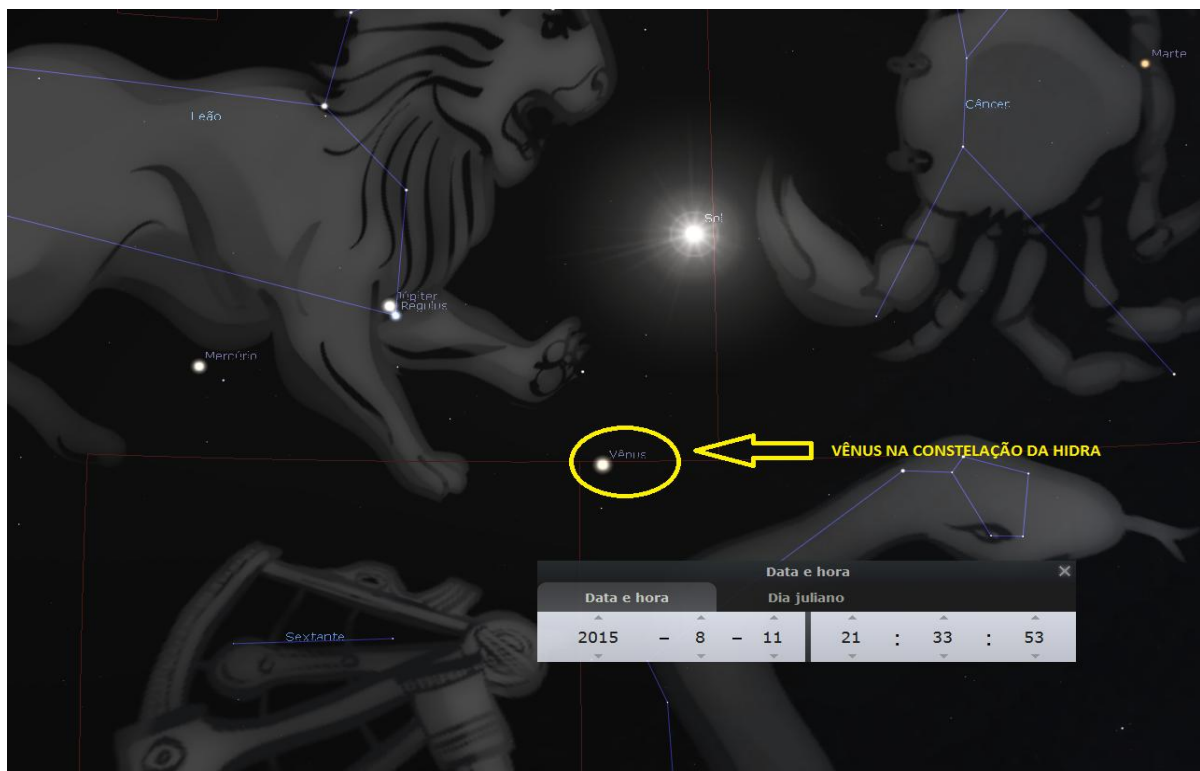 Marte
Câncer
Leão
Sol
Júpiter
Regulus
Mercúrio
Vênus
VÊNUS NA CONSTELAÇÃO DA HIDRA
Data e hora
Data e hora
Dia juliano
2015 – 8 – 11 21 : 33 : 53
Sextante